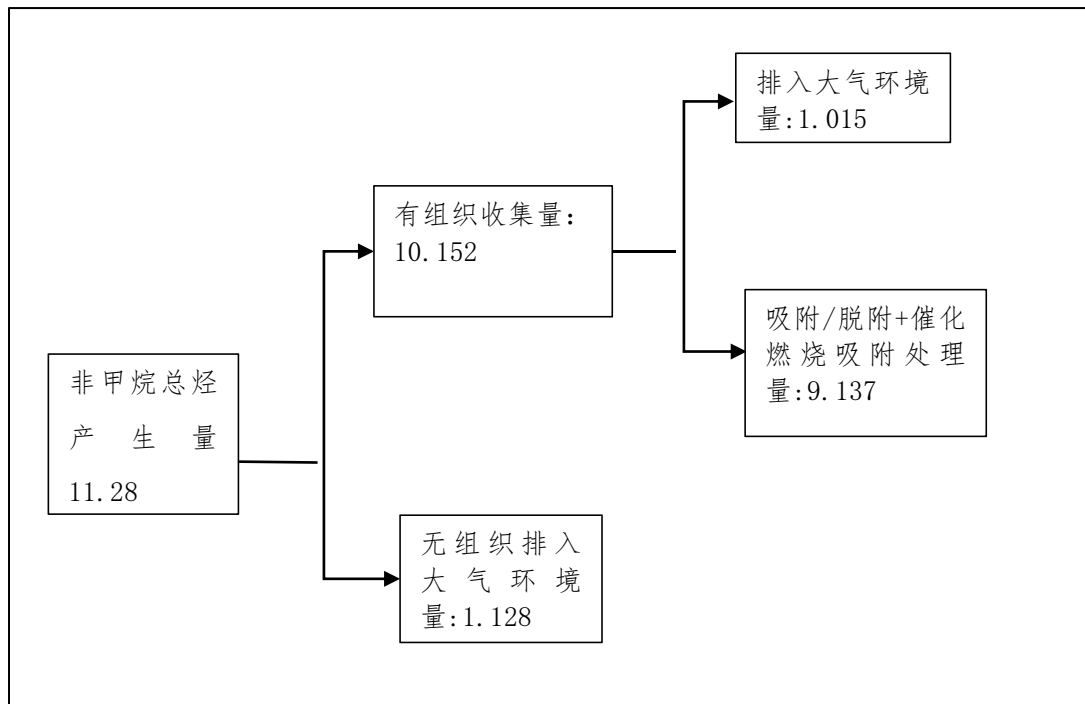 非甲烷总烃
产生量
11.28
有组织收集量:
10.152
无组织排入
大气环境
量:1.128
排入大气环境
量:1.015
吸附/脱附+催化
燃烧吸附处理
量:9.137